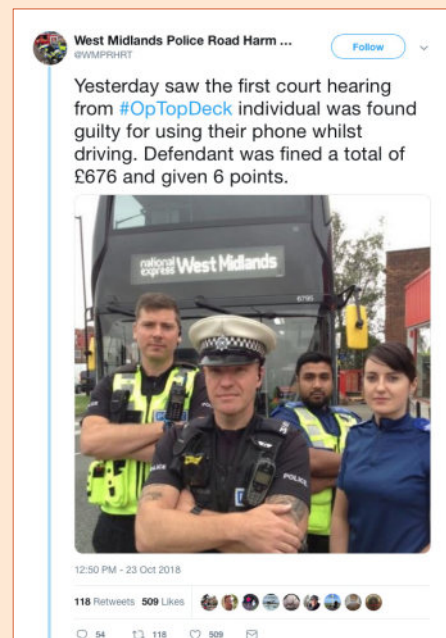 West Midlands Police Road Harm ...
@WMPRHRT
Follow
Yesterday saw the first court hearing
from #OpTopDeck individual was found
guilty for using their phone whilst
driving. Defendant was fined a total of
£676 and given 6 points.
national express West Midlands
6795
POLICE
POLICE
12:50 PM - 23 Oct 2018
118 Retweets 509 Likes
54 118 509